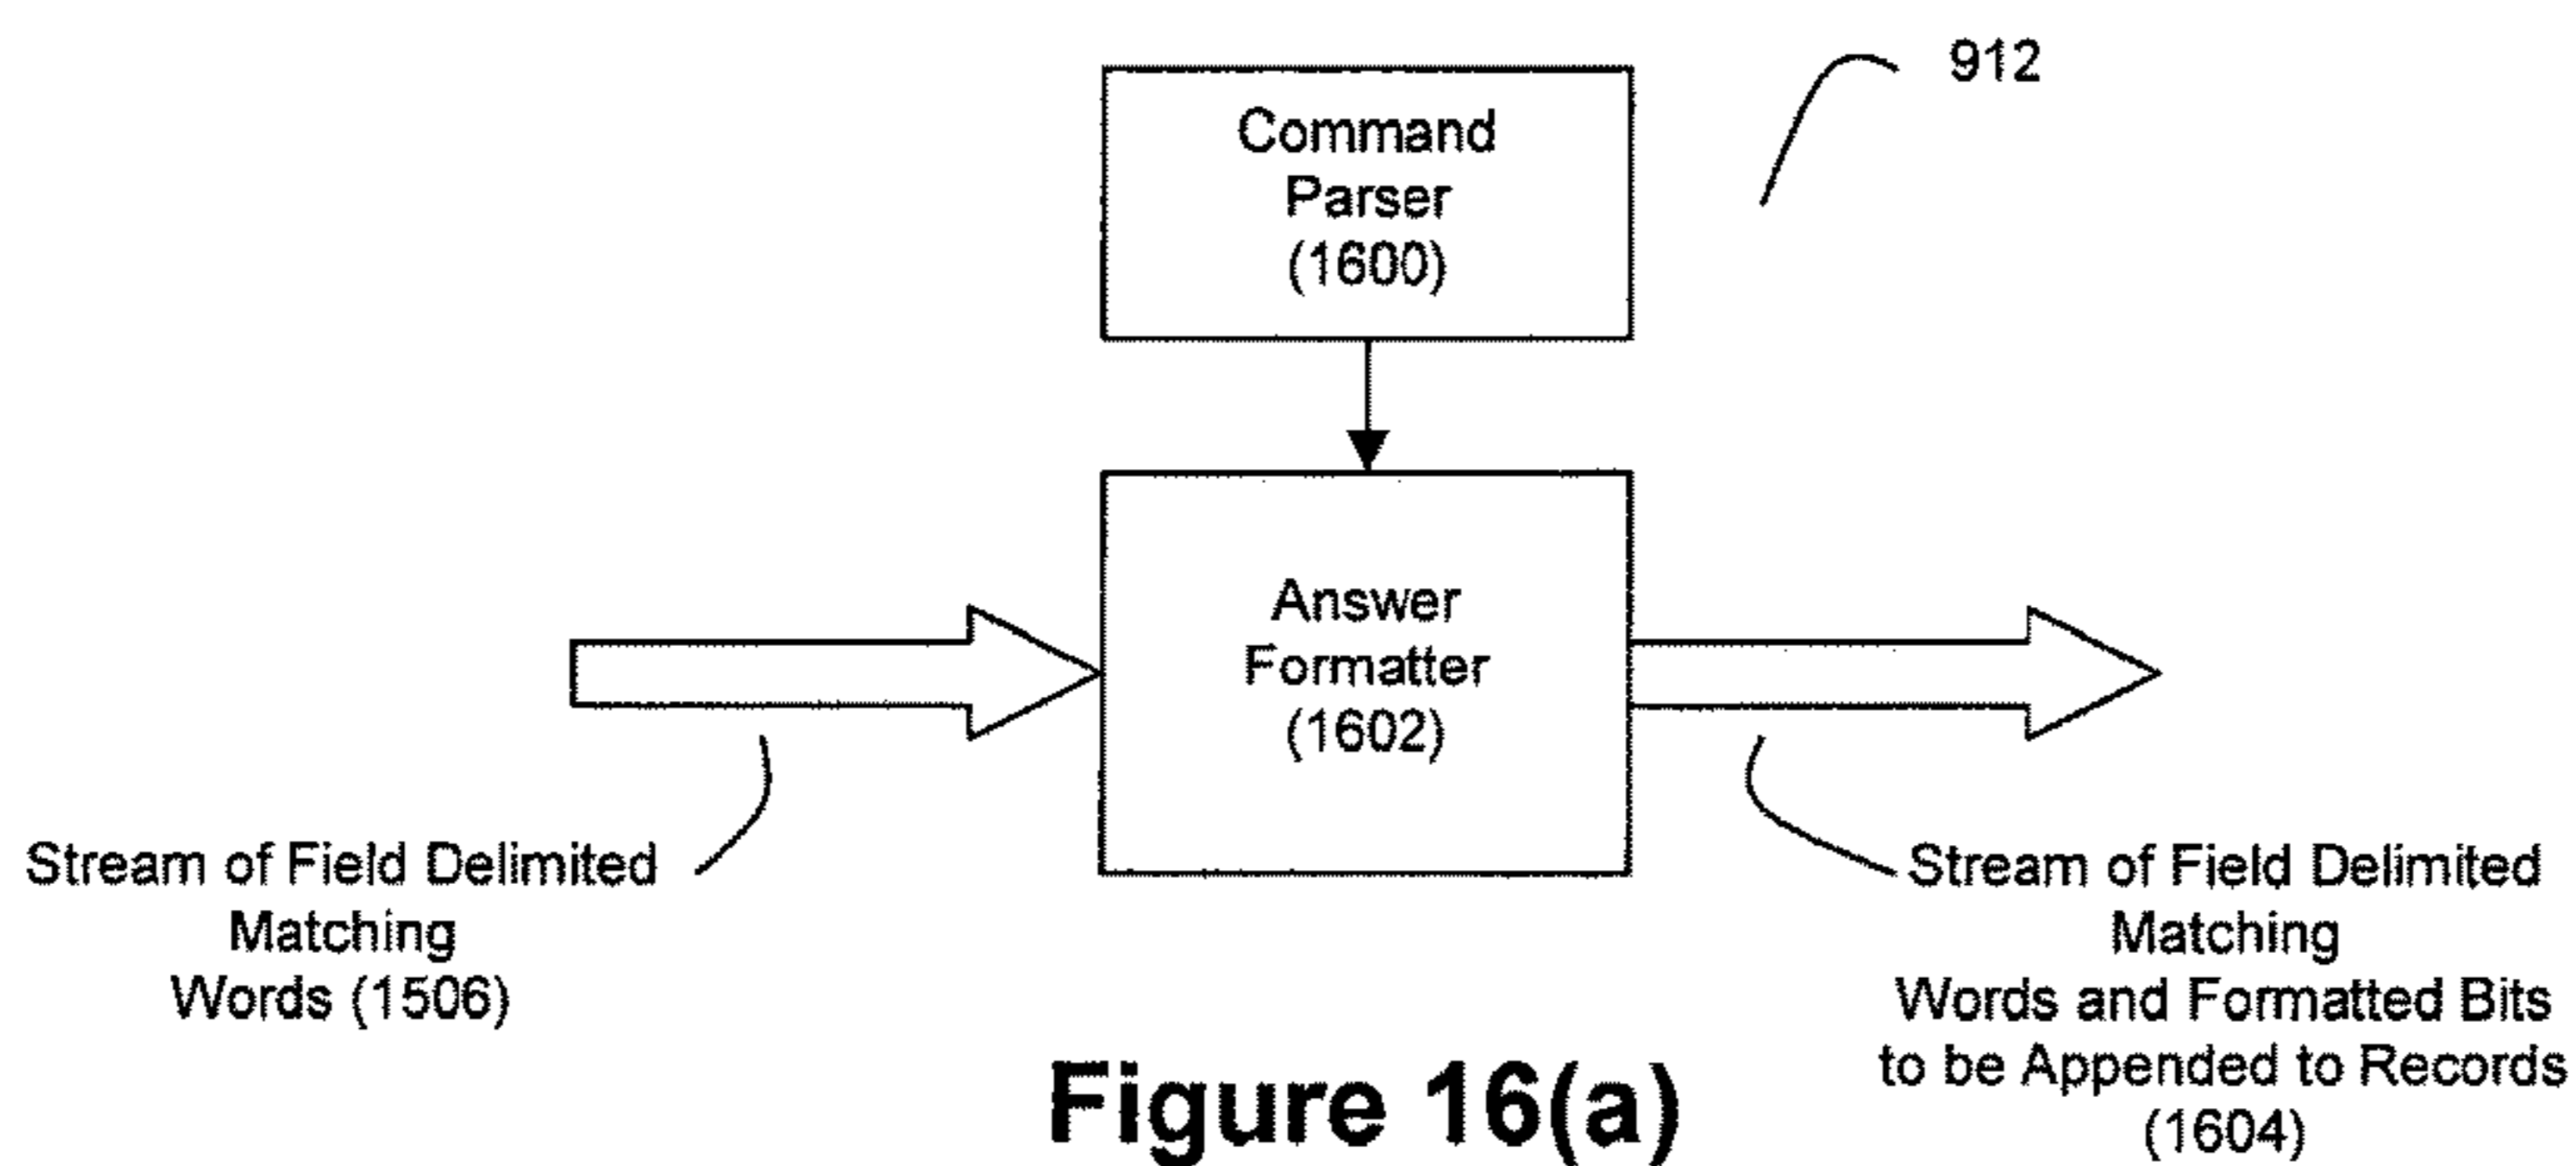 912
Command
Parser
(1600)
Answer
Formatter
(1602)
Stream of Field Delimited
Matching
Words (1506)
Stream of Field Delimited
Matching
Words and Formatted Bits
to be Appended to Records
(1604)
Figure 16(a)